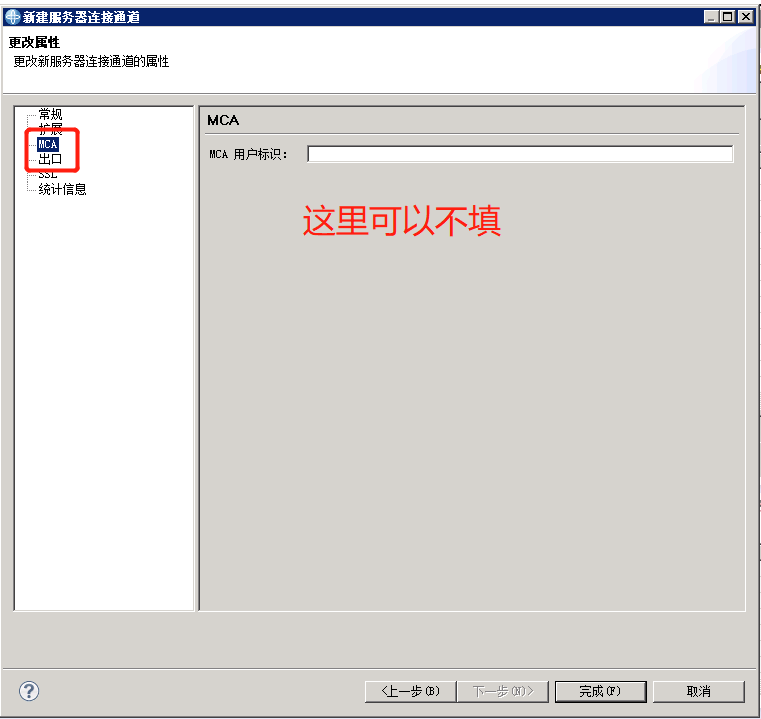 新建服务器连接通道
更改属性
更改新服务器连接通道的属性
常规
扩展
MCA
出口
SSL
统计信息
MCA
MCA 用户标识：
这里可以不填
<上一步(B)
下一步(N)>
完成(F)
取消